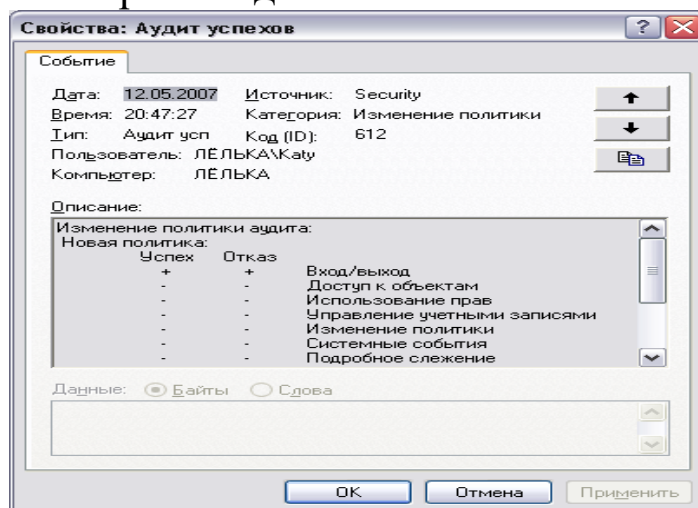 Свойства: Аудит успехов
Событие
Дата: 12.05.2007 Источник: Security
Время: 20:47:27 Категория: Изменение политики
Тип: Аудит усп Код (ID): 612
Пользователь: ЛЁЛЬКА\Katy
Компьютер: ЛЁЛЬКА
Описание:
Изменение политики аудита:
Новая политика:
Успех Отказ
+ + Вход/выход
- - Доступ к объектам
- - Использование прав
- - Управление учетными записями
- - Изменение политики
- - Системные события
- - Подробное слежение
Данные: Байты Слова
OK Отмена Применить